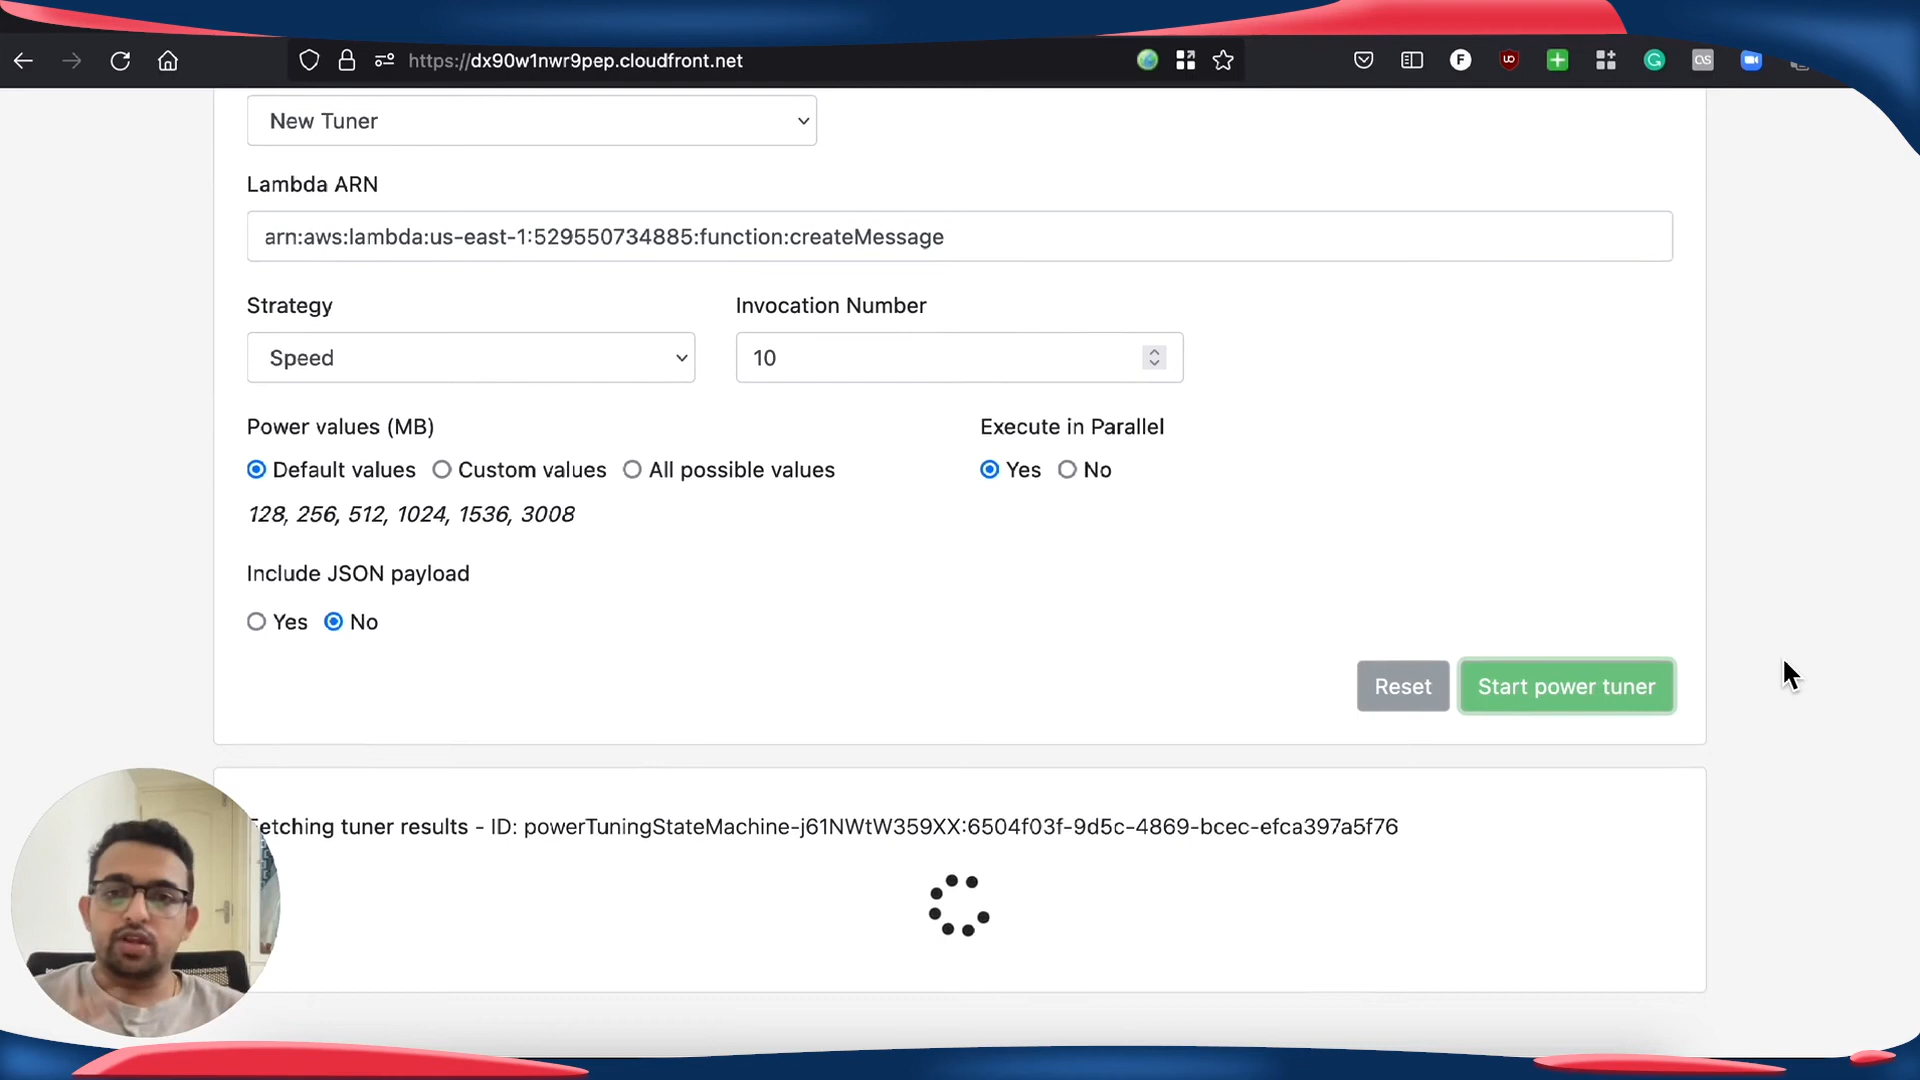 https://dx90w1nwr9pep.cloudfront.net
New Tuner
Lambda ARN
arn:aws:lambda:us-east-1:529550734885:function:createMessage
Strategy
Invocation Number
Speed
10
Power values (MB)
Execute in Parallel
Default values
Custom values
All possible values
Yes
No
128, 256, 512, 1024, 1536, 3008
Include JSON payload
Yes
No
Reset
Start power tuner
Fetching tuner results - ID: powerTuningStateMachine-j61NWtW359XX:6504f03f-9d5c-4869-bcec-efca397a5f76